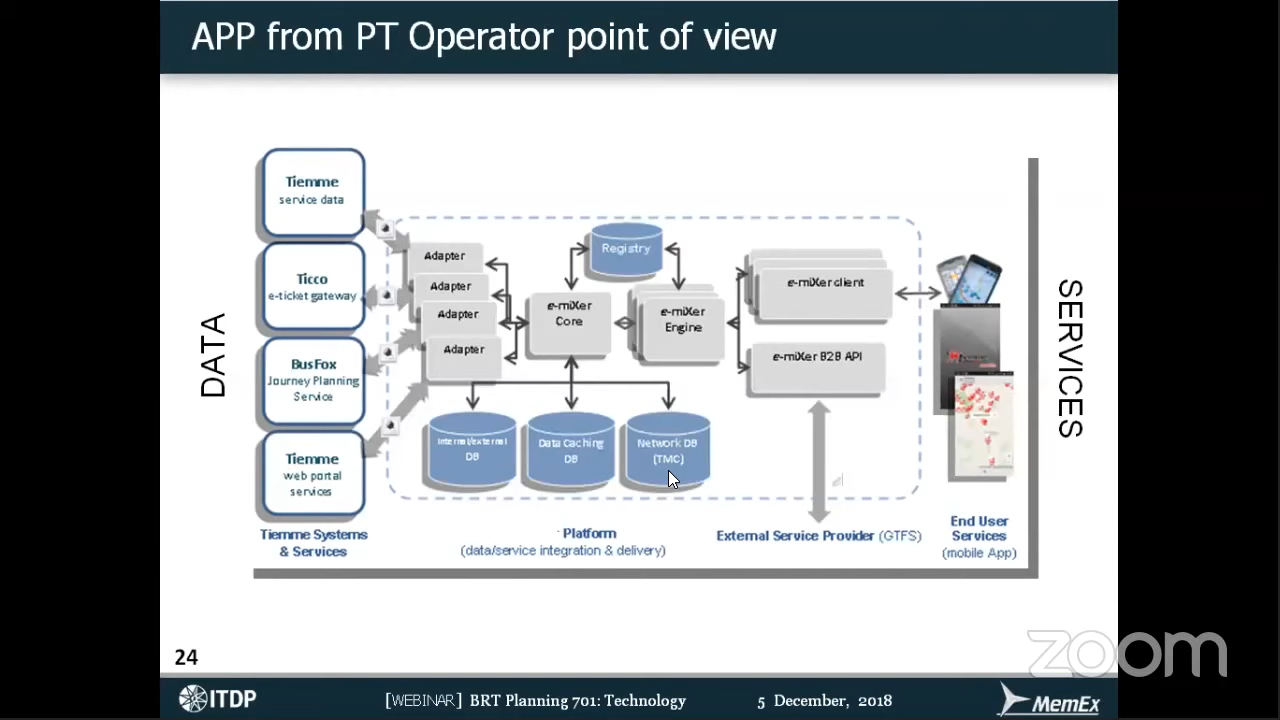 APP from PT Operator point of view
DATA
Tiemme
service data
Ticco
e-ticket gateway
BusFox
Journey Planning
Service
Tiemme
web portal
services
Tiemme Systems
& Services
Adapter
Adapter
Adapter
Adapter
Registry
e-miXer
Core
e-miXer
Engine
e-miXer client
e-miXer B2B API
Internal/external
DB
Data Caching
DB
Network DB
(TMC)
Platform
(data/service integration & delivery)
External Service Provider (GTFS)
End User
Services
(mobile App)
SERVICES
24
zoom
ITDP
[WEBINAR] BRT Planning 701: Technology
5 December, 2018
MemEx